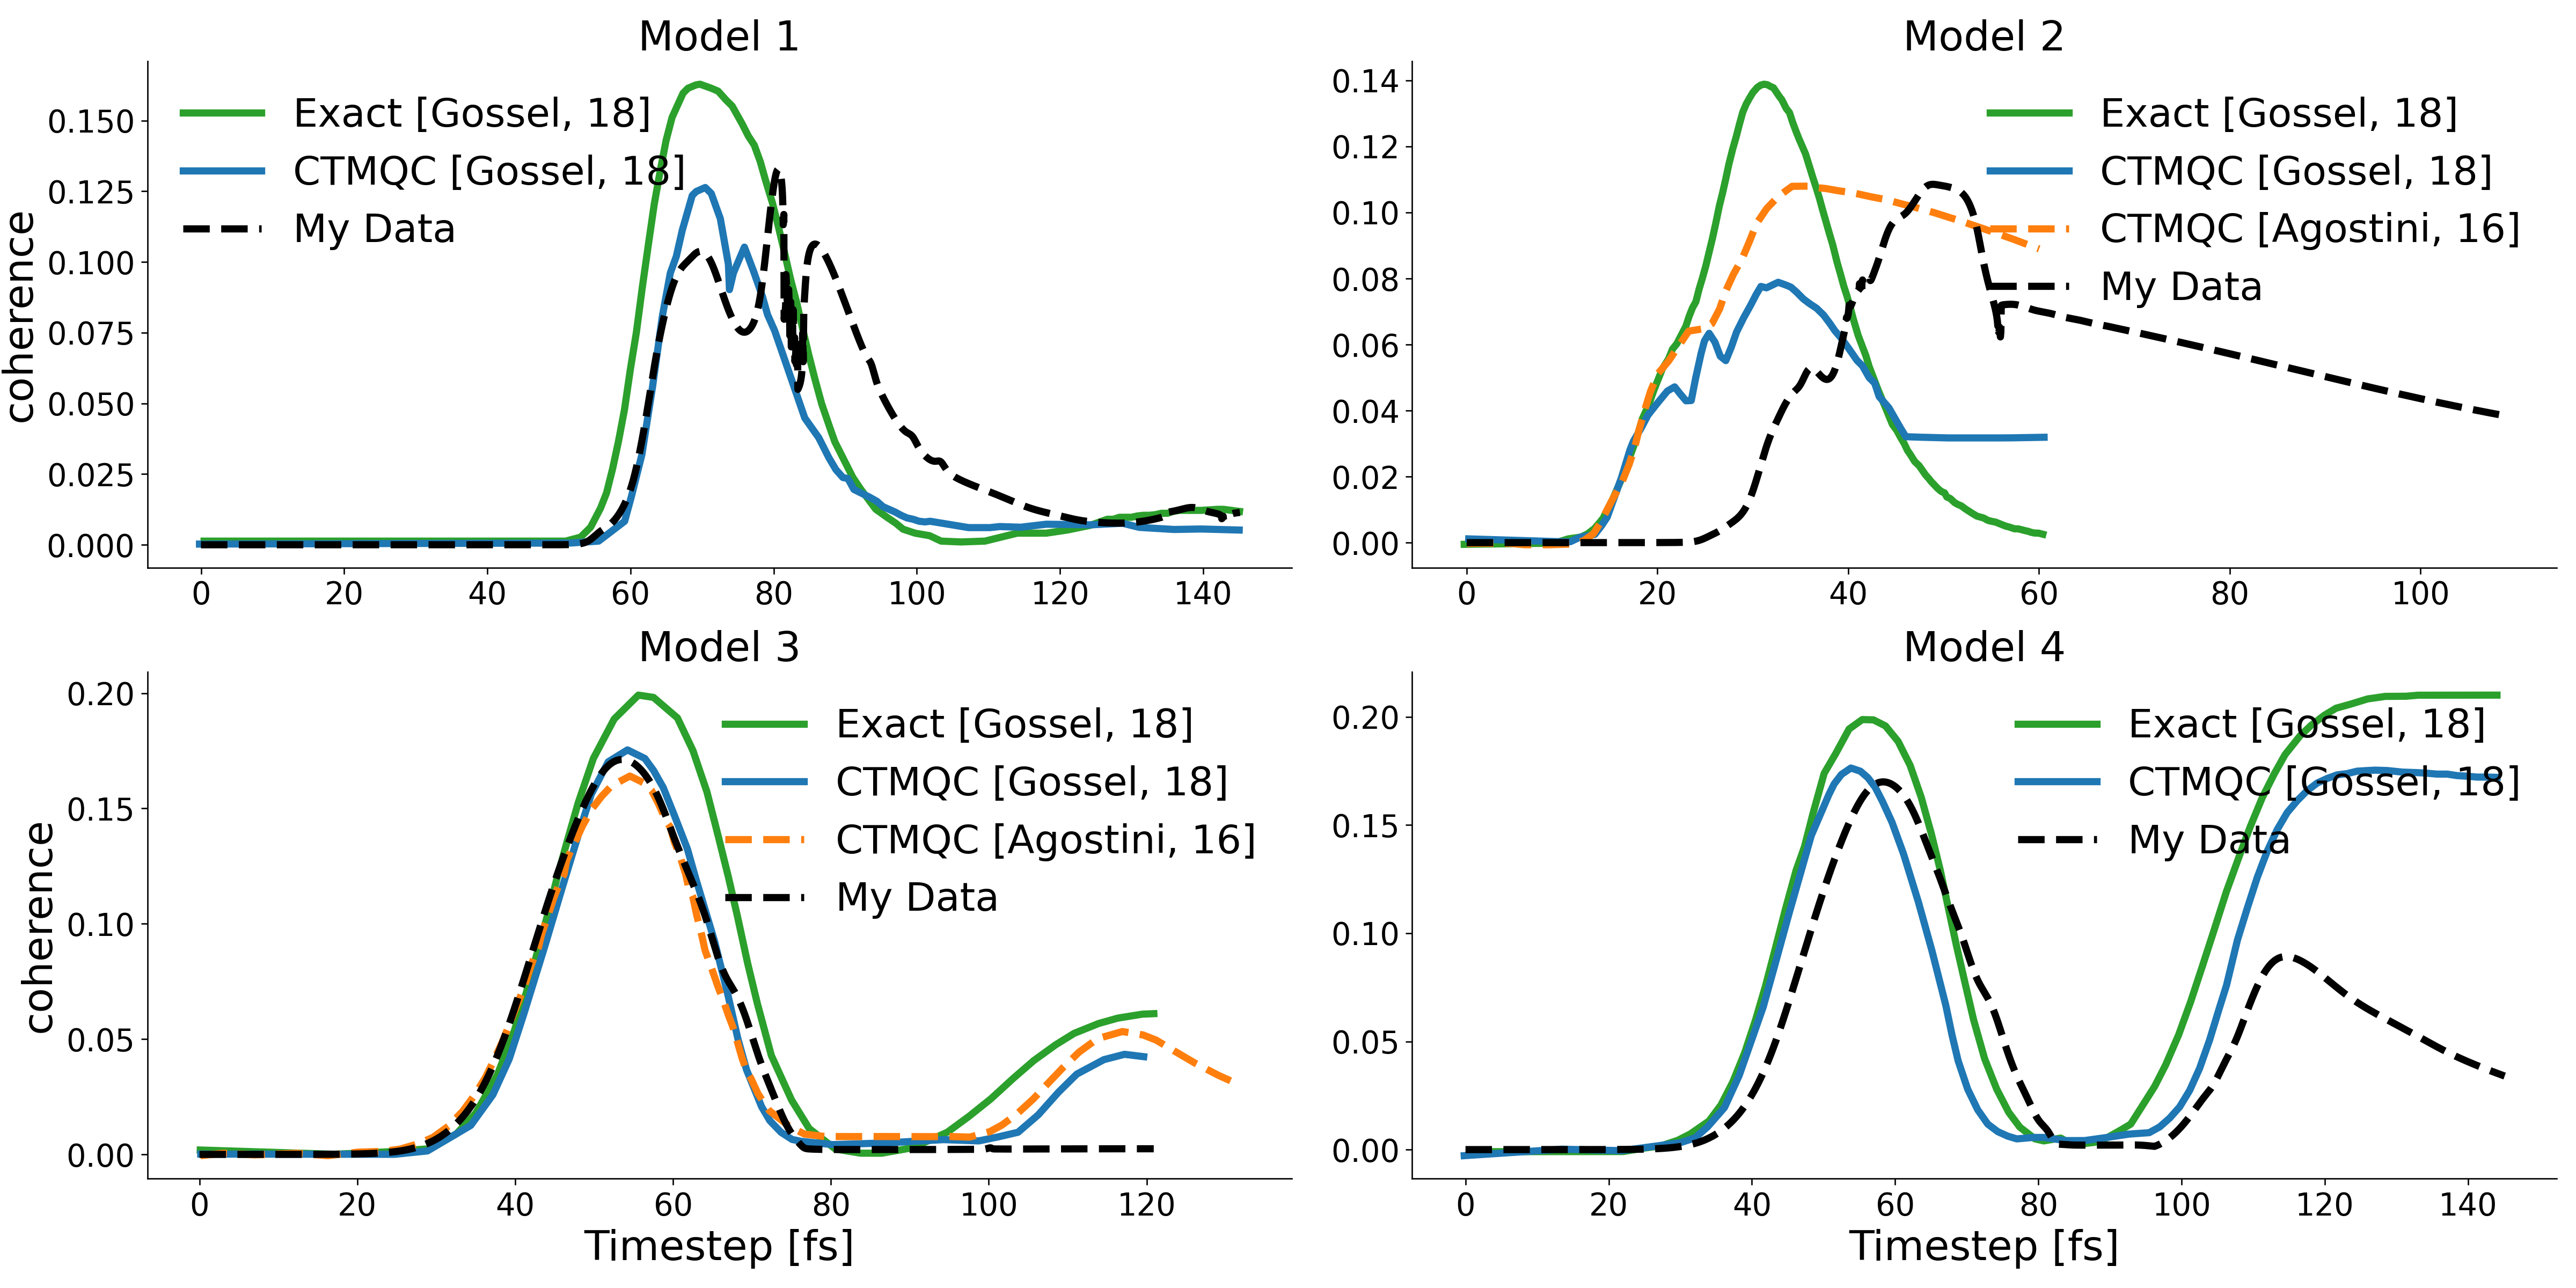 Model 1
Exact [Gossel, 18]
CTMQC [Gossel, 18]
My Data
coherence
0.150
0.125
0.100
0.075
0.050
0.025
0.000
0 20 40 60 80 100 120 140
Model 2
Exact [Gossel, 18]
CTMQC [Gossel, 18]
CTMQC [Agostini, 16]
My Data
0.14
0.12
0.10
0.08
0.06
0.04
0.02
0.00
0 20 40 60 80 100
Model 3
Exact [Gossel, 18]
CTMQC [Gossel, 18]
CTMQC [Agostini, 16]
My Data
coherence
0.20
0.15
0.10
0.05
0.00
0 20 40 60 80 100 120
Timestep [fs]
Model 4
Exact [Gossel, 18]
CTMQC [Gossel, 18]
My Data
0.20
0.15
0.10
0.05
0.00
0 20 40 60 80 100 120 140
Timestep [fs]